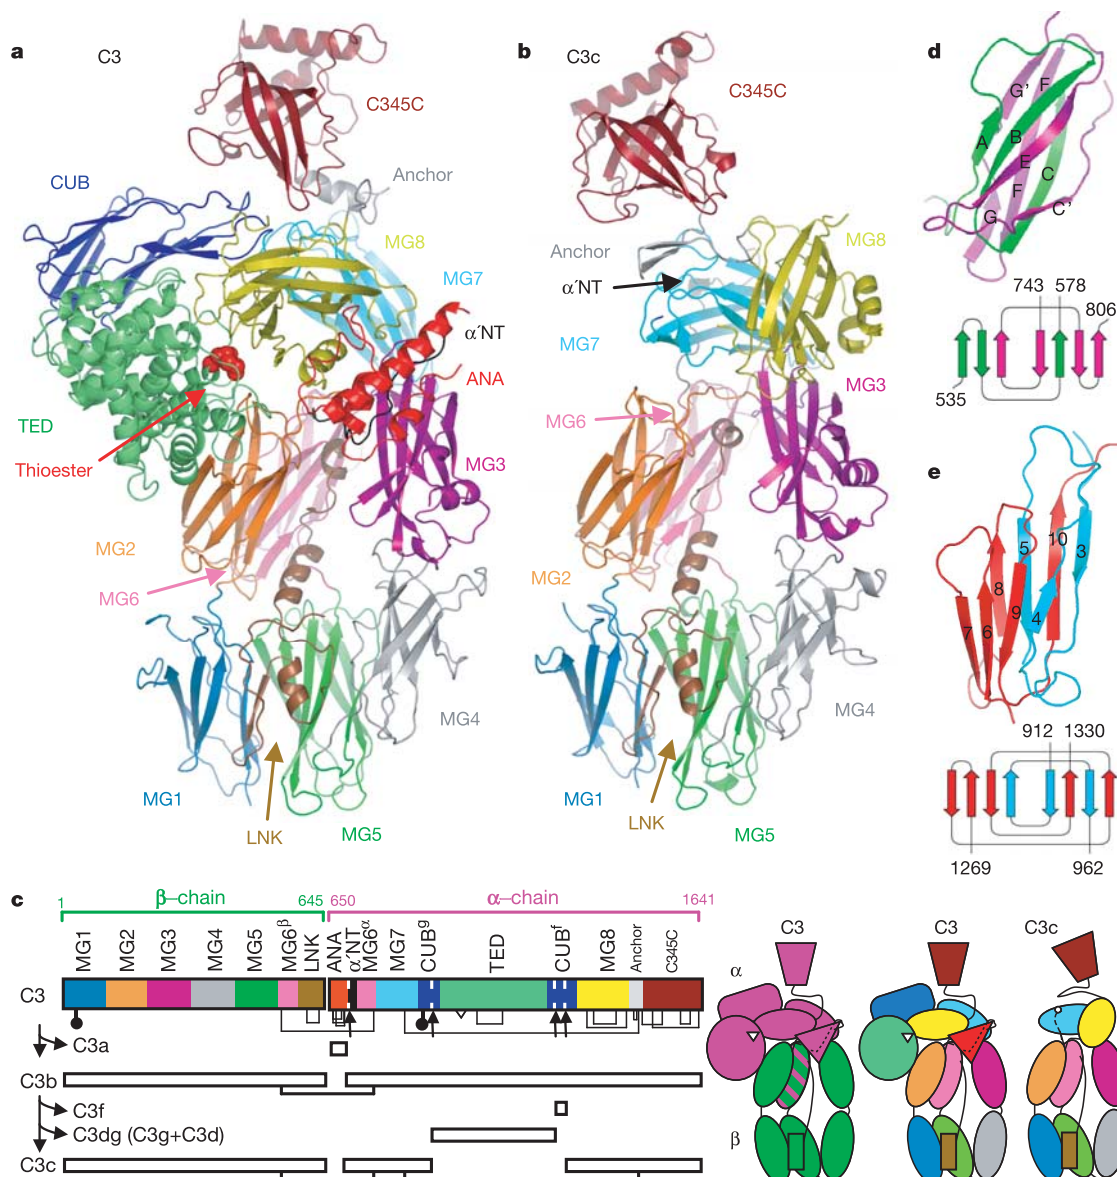 a
C3
C345C
CUB
Anchor
MG8
MG7
α′NT
ANA
TED
Thioester
MG3
MG2
MG6
MG4
MG1
LNK
MG5
b
C3c
C345C
Anchor
α′NT
MG8
MG7
MG3
MG6
MG2
MG4
MG1
LNK
MG5
d
G′ F
A B
E C
F
G C′
743 578
806
535
e
5 10 3
8
9 4
7 6
912 1330
1269 962
c
1 β–chain 645 650 α–chain 1641
MG1 MG2 MG3 MG4 MG5 MG6β LNK ANA α′NT MG6α MG7 CUBg TED CUBf MG8 Anchor C345C
C3
C3a
C3b
C3f
C3dg (C3g+C3d)
C3c
C3 C3 C3c
α
β